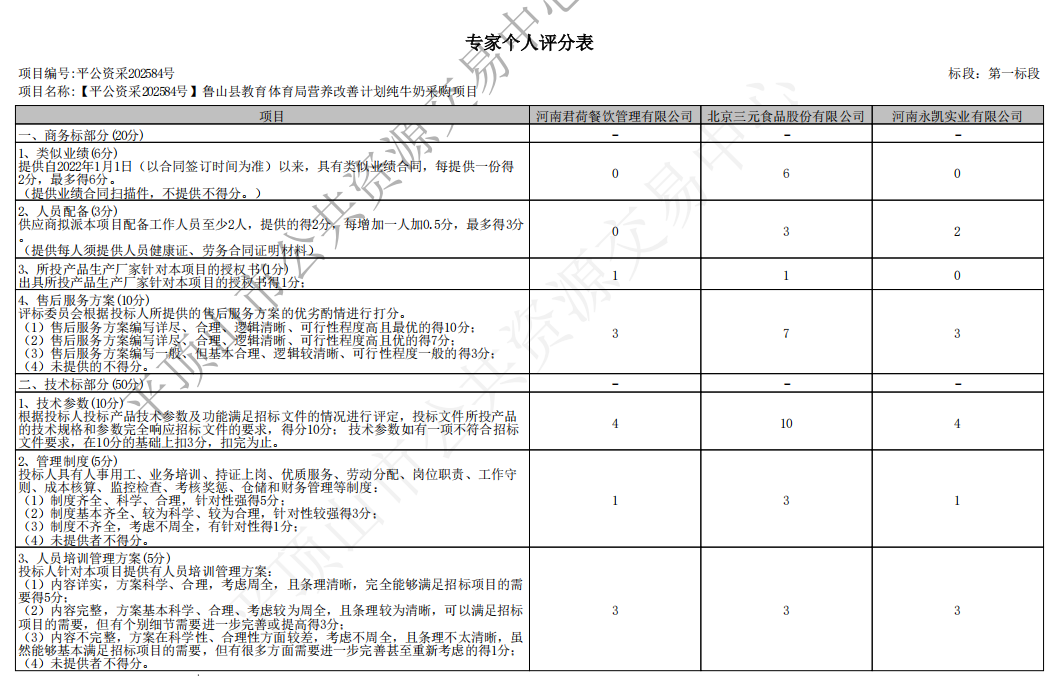 专家个人评分表
项目编号:平公资采202584号
标段: 第一标段
项目名称:【平公资采202584号】鲁山县教育体育局营养改善计划纯牛奶采购项目
项目 河南君荷餐饮管理有限公司 北京三元食品股份有限公司 河南永凯实业有限公司
一、商务标部分(20分) - - -
1、类似业绩(6分)
提供自2022年1月1日（以合同签订时间为准）以来，具有类似业绩合同，每提供一份得
2分，最多得6分。
（提供业绩合同扫描件，不提供不得分。）
0 6 0
2、人员配备(3分)
供应商拟派本项目配备工作人员至少2人，提供的得2分，每增加一人加0.5分，最多得3分
。
（提供每人须提供人员健康证、劳务合同证明材料）
0 3 2
3、所投产品生产厂家针对本项目的授权书(1分)
出具所投产品生产厂家针对本项目的授权书得1分;
1 1 0
4、售后服务方案(10分)
评标委员会根据投标人所提供的售后服务方案的优劣酌情进行打分。
（1）售后服务方案编写详尽、合理、逻辑清晰、可行性程度高且最优的得10分;
（2）售后服务方案编写详尽、合理、逻辑清晰、可行性程度高且优的得7分;
（3）售后服务方案编写一般、但基本合理、逻辑较清晰、可行性程度一般的得3分;
（4）未提供的不得分。
3 7 3
二、技术标部分(50分) - - -
1、技术参数(10分)
根据投标人投标产品技术参数及功能满足招标文件的情况进行评定，投标文件所投产品
的技术规格和参数完全响应招标文件的要求，得分10分; 技术参数如有一项不符合招标
文件要求，在10分的基础上扣3分，扣完为止。
4 10 4
2、管理制度(5分)
投标人具有人事用工、业务培训、持证上岗、优质服务、劳动分配、岗位职责、工作守
则、成本核算、监控检查、考核奖惩、仓储和财务管理等制度:
（1）制度齐全、科学、合理，针对性强得5分;
（2）制度基本齐全、较为科学、较为合理，针对性较强得3分;
（3）制度不齐全，考虑不周全，有针对性得1分;
（4）未提供者不得分。
1 3 1
3、人员培训管理方案(5分)
投标人针对本项目提供有人员培训管理方案:
（1）内容详实，方案科学、合理，考虑周全，且条理清晰，完全能够满足招标项目的需
要得5分;
（2）内容完整，方案基本科学、合理、考虑较为周全，且条理较为清晰，可以满足招标
项目的需要，但有个别细节需要进一步完善或提高得3分;
（3）内容不完整，方案在科学性、合理性方面较差，考虑不周全，且条理不太清晰，虽
然能够基本满足招标项目的需要，但有很多方面需要进一步完善甚至重新考虑的得1分;
（4）未提供者不得分。
3 3 3
平顶山市公共资源交易中心
平顶山市公共资源交易中心